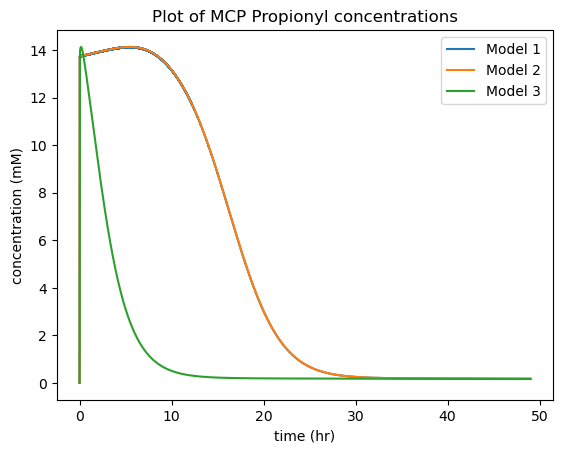 Plot of MCP Propionyl concentrations
Model 1
Model 2
Model 3
concentration (mM)
14
12
10
8
6
4
2
0
0 10 20 30 40 50
time (hr)